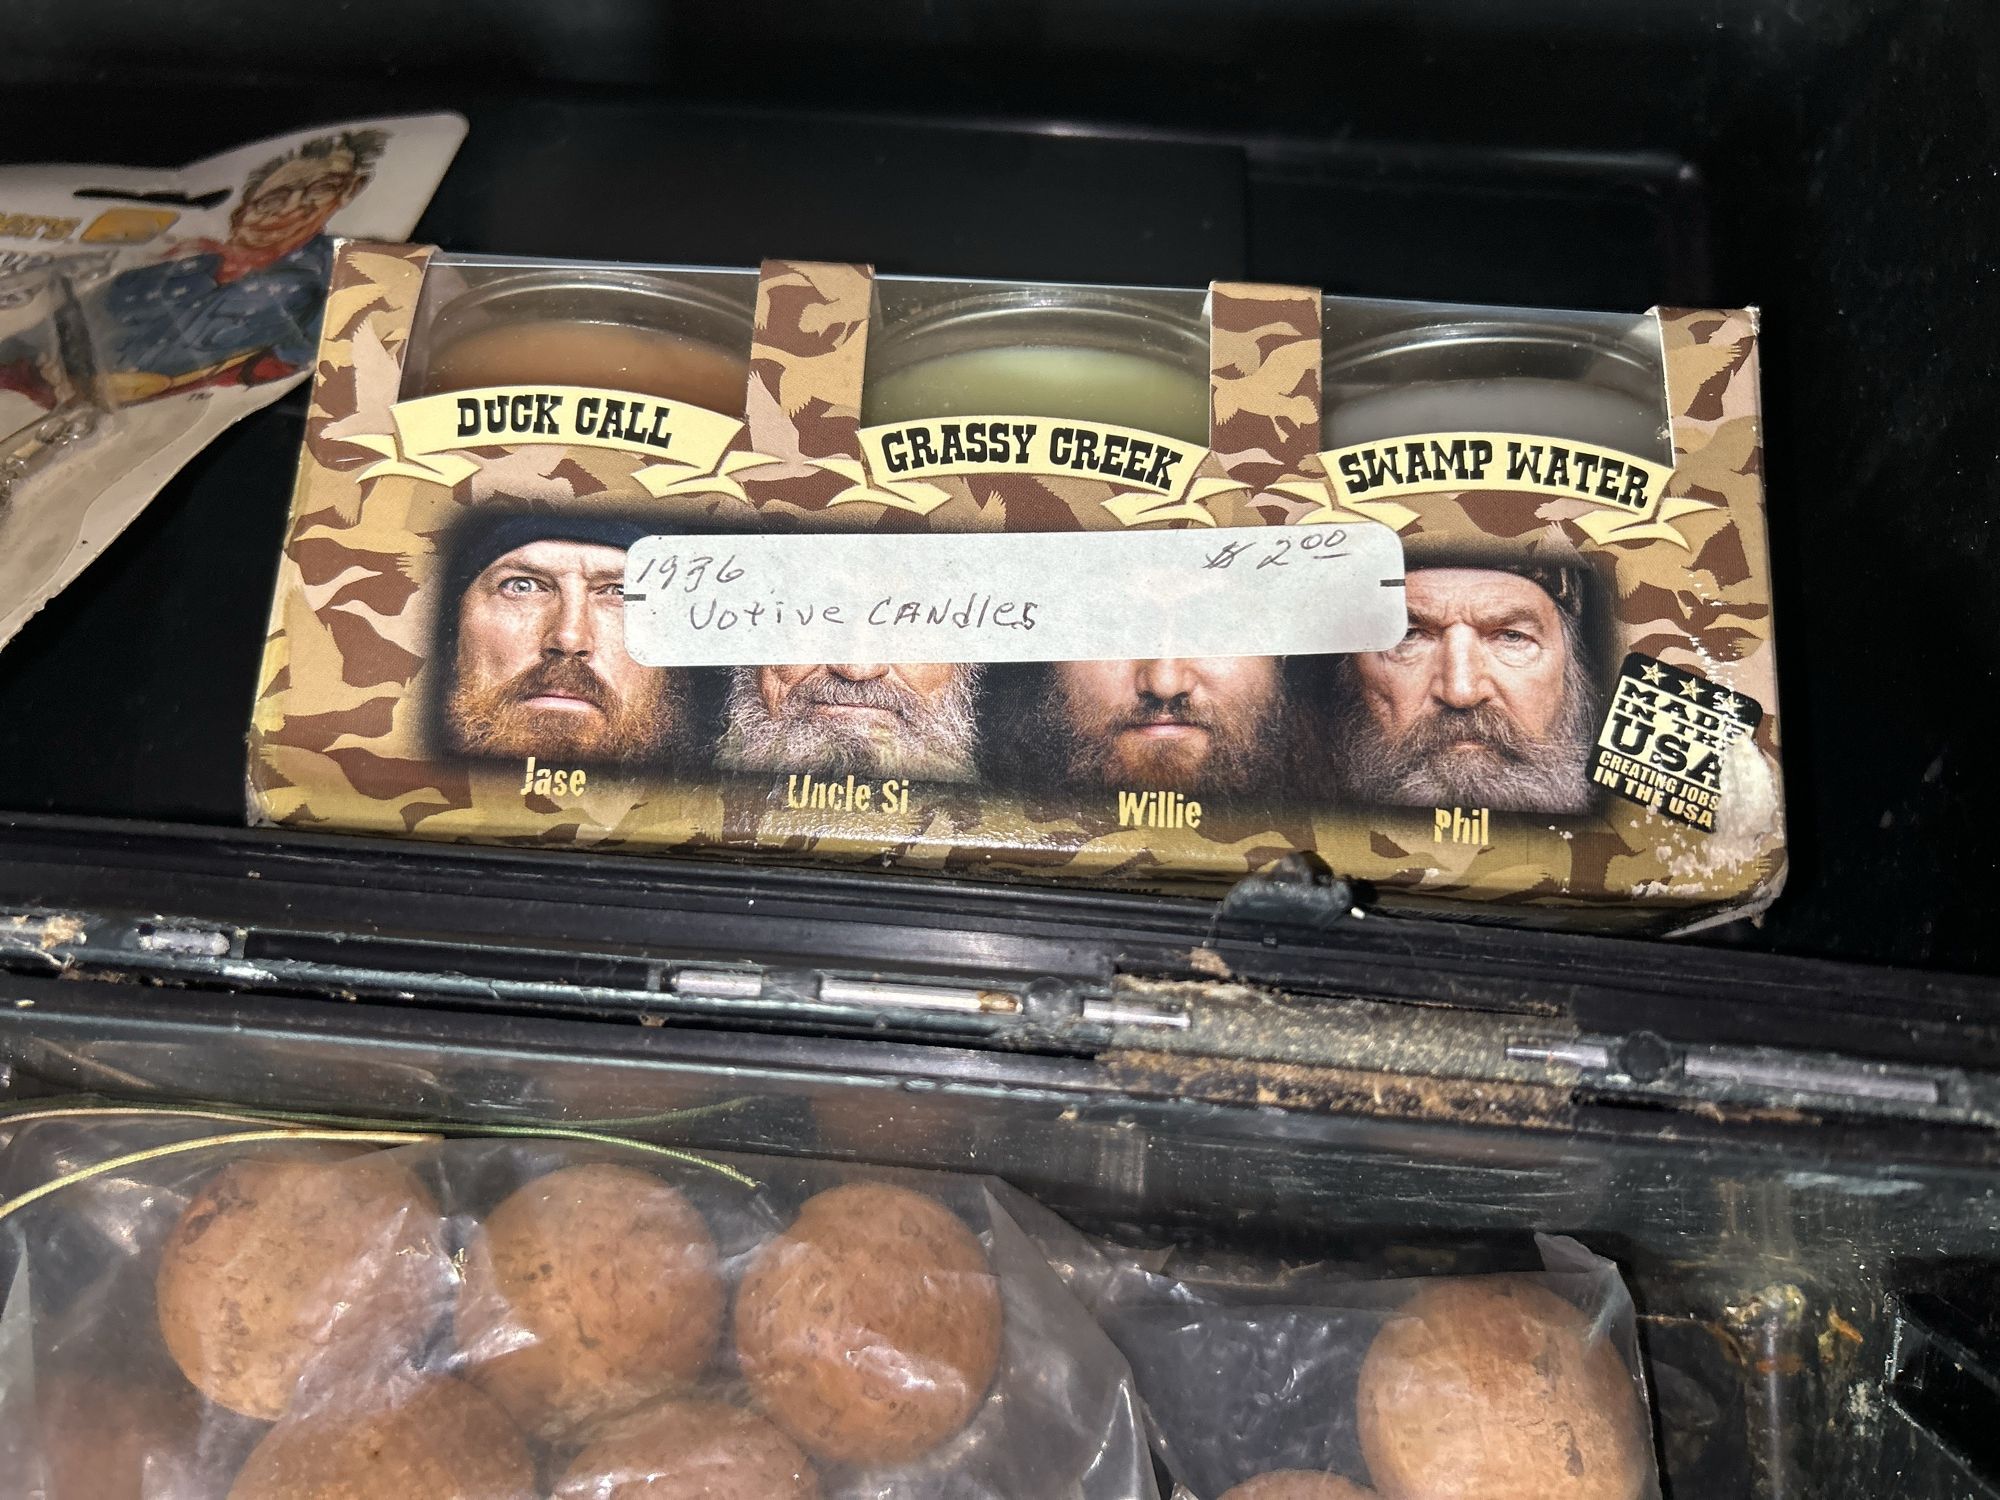 DUCK CALL
GRASSY CREEK
SWAMP WATER
1936 $2.00
Votive CANdles
Jase
Uncle Si
Willie
Phil
MADE
IN THE
USA
CREATING JOBS
IN THE USA